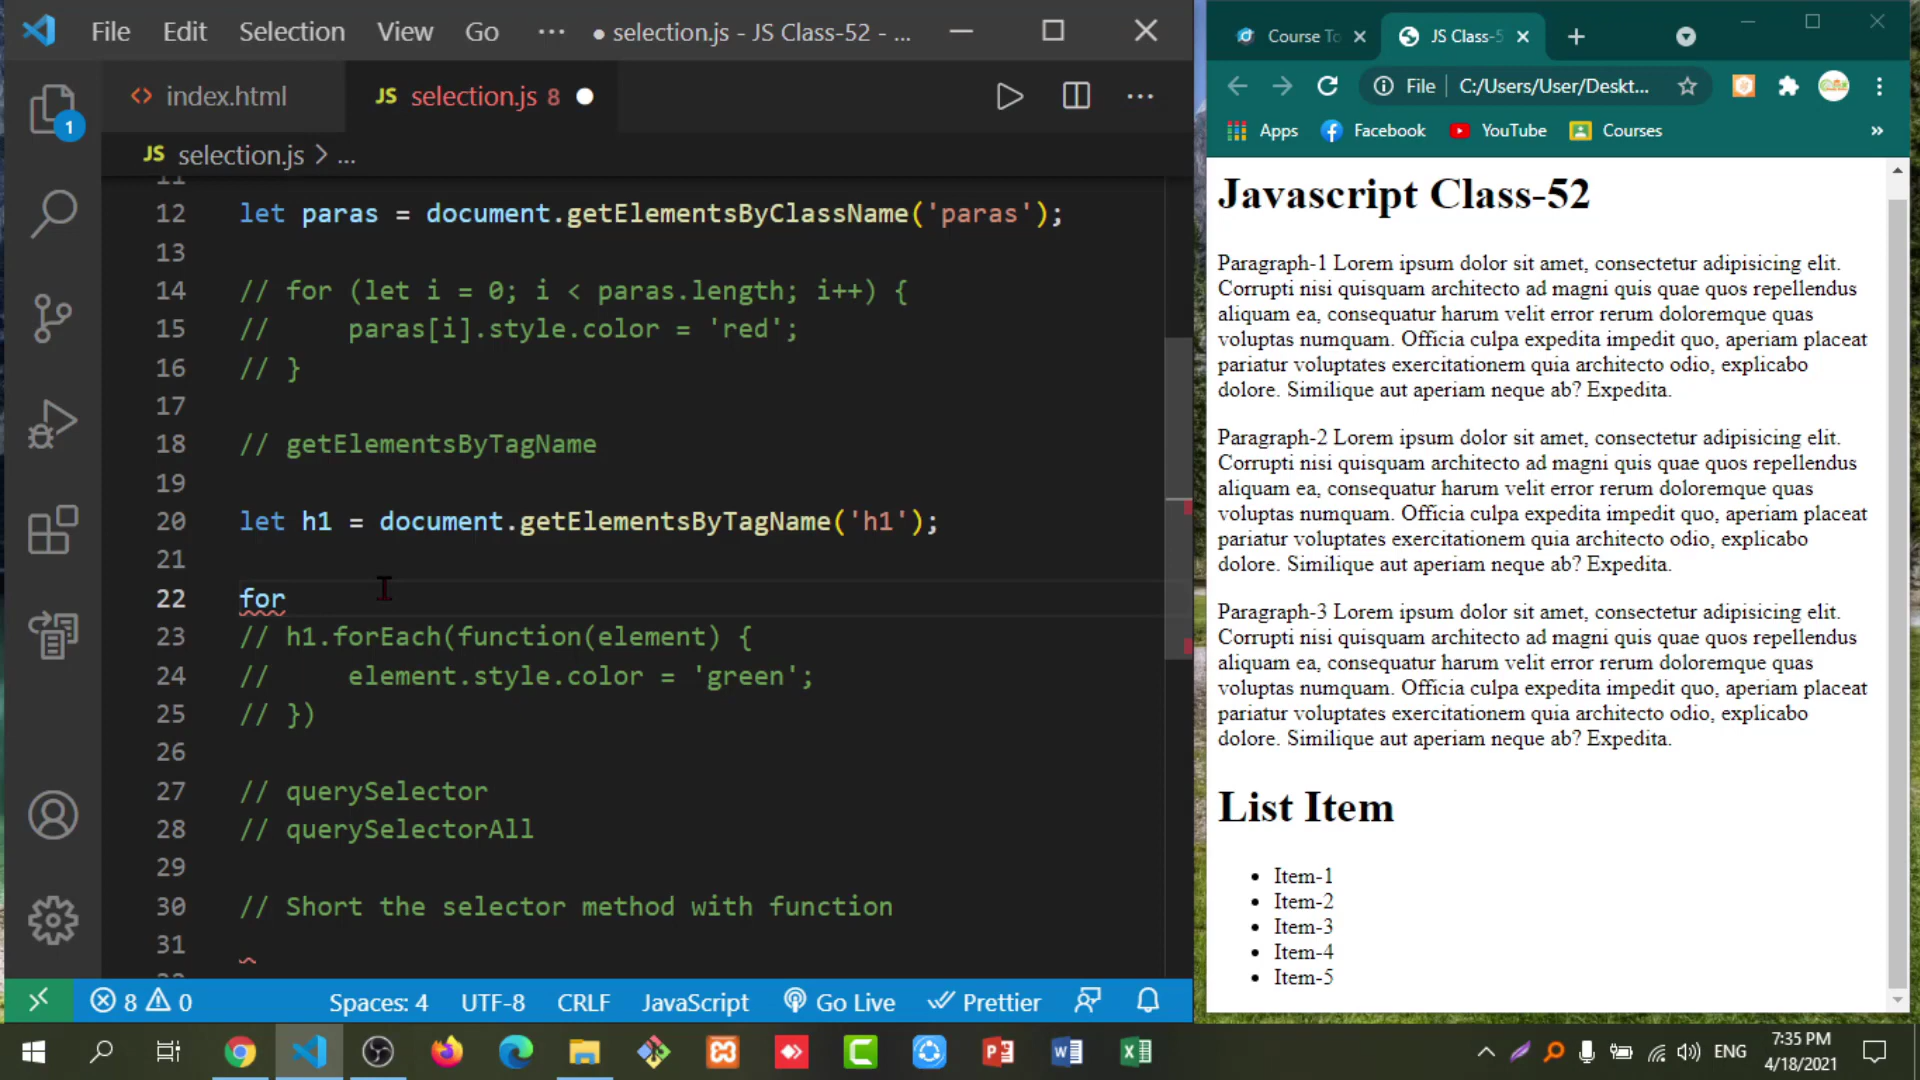 File Edit Selection View Go ··· ● selection.js - JS Class-52 - ...
index.html
JS selection.js 8 ●
JS selection.js > ...
11
12 let paras = document.getElementsByClassName('paras');
13
14 // for (let i = 0; i < paras.length; i++) {
15 //     paras[i].style.color = 'red';
16 // }
17
18 // getElementsByTagName
19
20 let h1 = document.getElementsByTagName('h1');
21
22 for
23 // h1.forEach(function(element) {
24 //     element.style.color = 'green';
25 // })
26
27 // querySelector
28 // querySelectorAll
29
30 // Short the selector method with function
31
1
8 0 Spaces: 4 UTF-8 CRLF JavaScript Go Live Prettier
Course To
JS Class-5
File C:/Users/User/Deskt...
Apps Facebook YouTube Courses »
Javascript Class-52
Paragraph-1 Lorem ipsum dolor sit amet, consectetur adipisicing elit.
Corrupti nisi quisquam architecto ad magni quis quae quos repellendus
aliquam ea, consequatur harum velit error rerum doloremque quas
voluptas numquam. Officia culpa expedita impedit quo, aperiam placeat
pariatur voluptates exercitationem quia architecto odio, explicabo
dolore. Similique aut aperiam neque ab? Expedita.
Paragraph-2 Lorem ipsum dolor sit amet, consectetur adipisicing elit.
Corrupti nisi quisquam architecto ad magni quis quae quos repellendus
aliquam ea, consequatur harum velit error rerum doloremque quas
voluptas numquam. Officia culpa expedita impedit quo, aperiam placeat
pariatur voluptates exercitationem quia architecto odio, explicabo
dolore. Similique aut aperiam neque ab? Expedita.
Paragraph-3 Lorem ipsum dolor sit amet, consectetur adipisicing elit.
Corrupti nisi quisquam architecto ad magni quis quae quos repellendus
aliquam ea, consequatur harum velit error rerum doloremque quas
voluptas numquam. Officia culpa expedita impedit quo, aperiam placeat
pariatur voluptates exercitationem quia architecto odio, explicabo
dolore. Similique aut aperiam neque ab? Expedita.
List Item
• Item-1
• Item-2
• Item-3
• Item-4
• Item-5
ENG
7:35 PM
4/18/2021